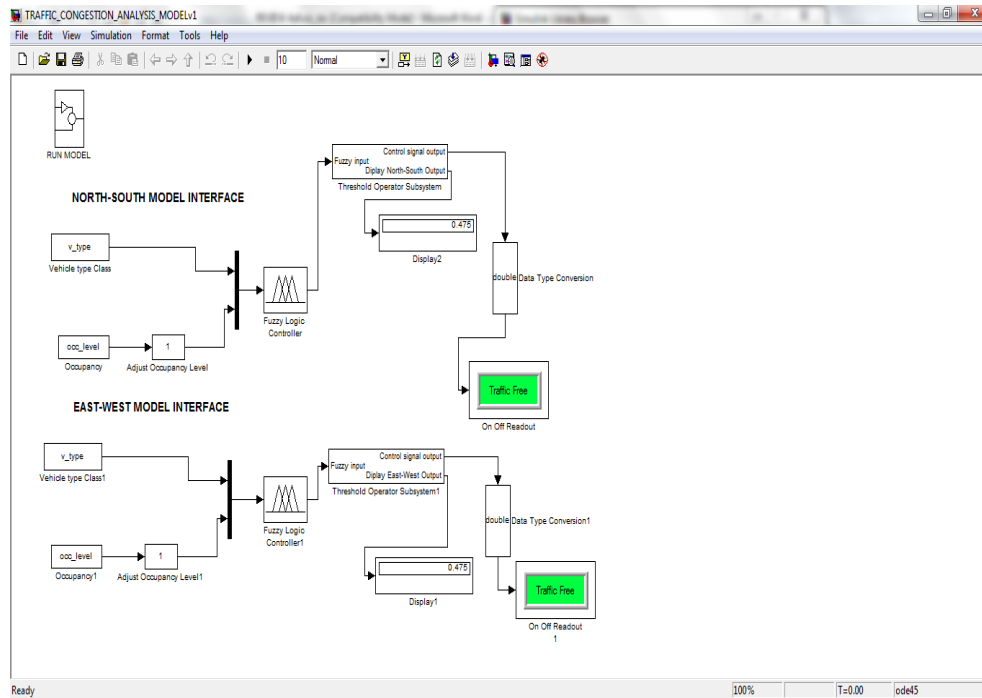 TRAFFIC_CONGESTION_ANALYSIS_MODELv1
File Edit View Simulation Format Tools Help
10 Normal
RUN MODEL
NORTH-SOUTH MODEL INTERFACE
Control signal output
Fuzzy input
Diplay North-South Output
Threshold Operator Subsystem
0.475
Display2
v_type
Vehicle type Class
double Data Type Conversion
Fuzzy Logic
Controller
occ_level
Occupancy
1
Adjust Occupancy Level
Traffic Free
On Off Readout
EAST-WEST MODEL INTERFACE
v_type
Vehicle type Class1
Control signal output
Fuzzy input
Diplay East-West Output
Threshold Operator Subsystem1
Fuzzy Logic
Controller1
double Data Type Conversion1
occ_level
Occupancy1
1
Adjust Occupancy Level1
0.475
Display1
Traffic Free
On Off Readout
1
Ready 100% T=0.00 ode45